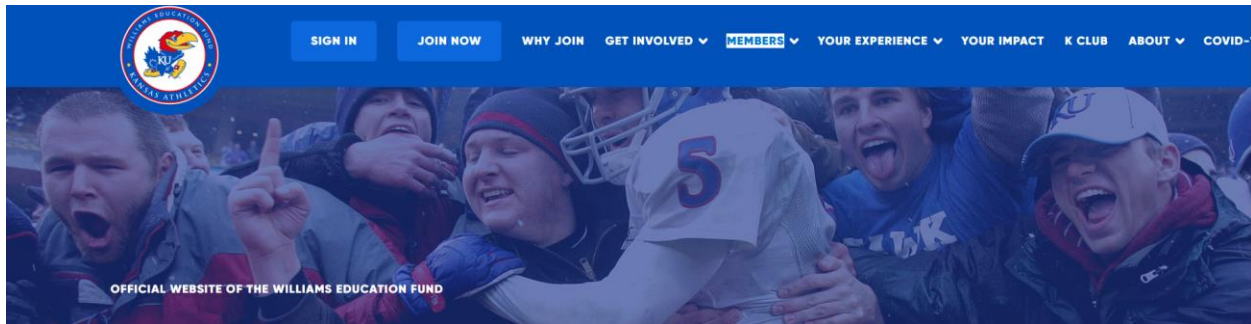 WILLIAMS EDUCATION FUND
KU
KANSAS ATHLETICS
SIGN IN
JOIN NOW
WHY JOIN
GET INVOLVED
MEMBERS
YOUR EXPERIENCE
YOUR IMPACT
K CLUB
ABOUT
COVID-
5
KU
OFFICIAL WEBSITE OF THE WILLIAMS EDUCATION FUND